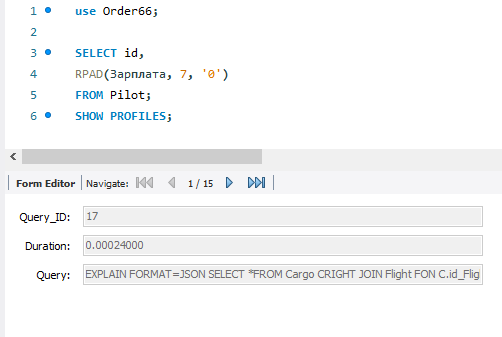 1 use Order66;
2
3 SELECT id,
4 RPAD(Зарплата, 7, '0')
5 FROM Pilot;
6 SHOW PROFILES;
Form Editor Navigate: 1 / 15
Query_ID: 17
Duration: 0.00024000
Query: EXPLAIN FORMAT=JSON SELECT *FROM Cargo CRIGHT JOIN Flight FON C.id_Flig